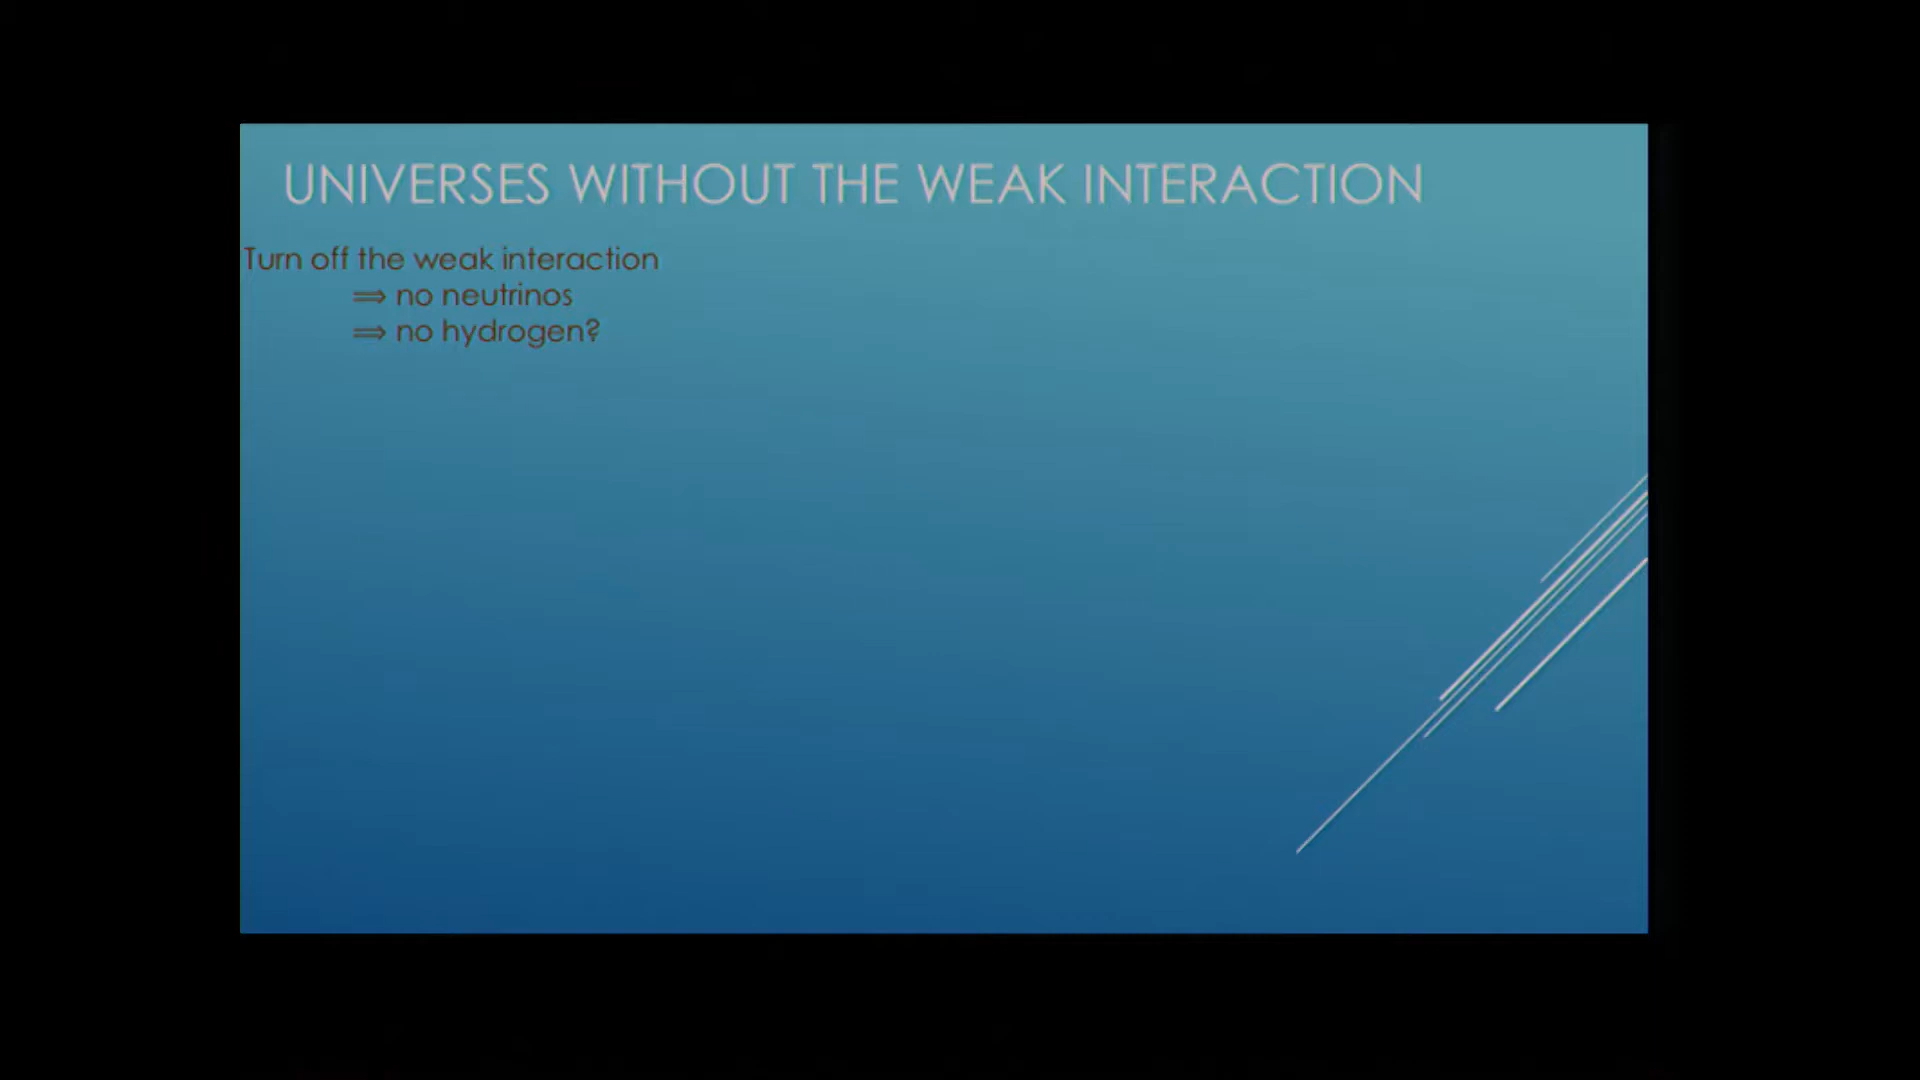 UNIVERSES WITHOUT THE WEAK INTERACTION
Turn off the weak interaction
⟹ no neutrinos
⟹ no hydrogen?